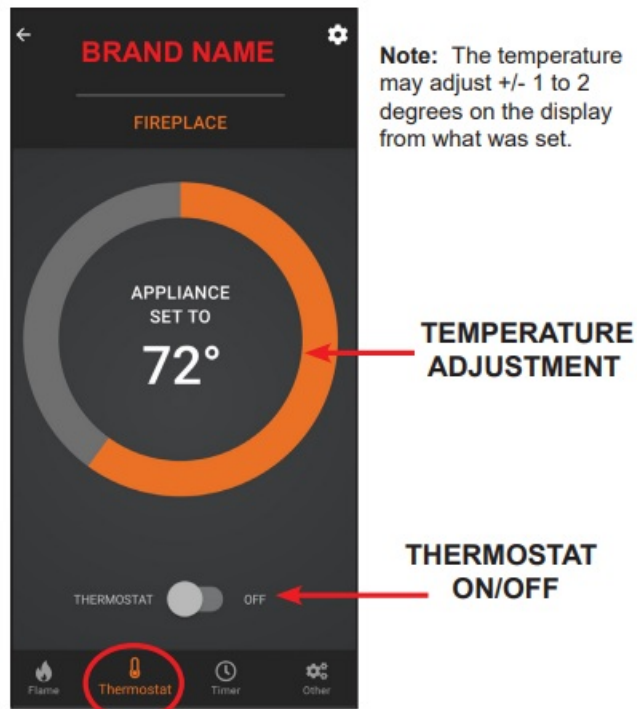 BRAND NAME
FIREPLACE
APPLIANCE
SET TO
72°
THERMOSTAT
OFF
Flame
Thermostat
Timer
Other
Note: The temperature
may adjust +/- 1 to 2
degrees on the display
from what was set.
TEMPERATURE
ADJUSTMENT
THERMOSTAT
ON/OFF